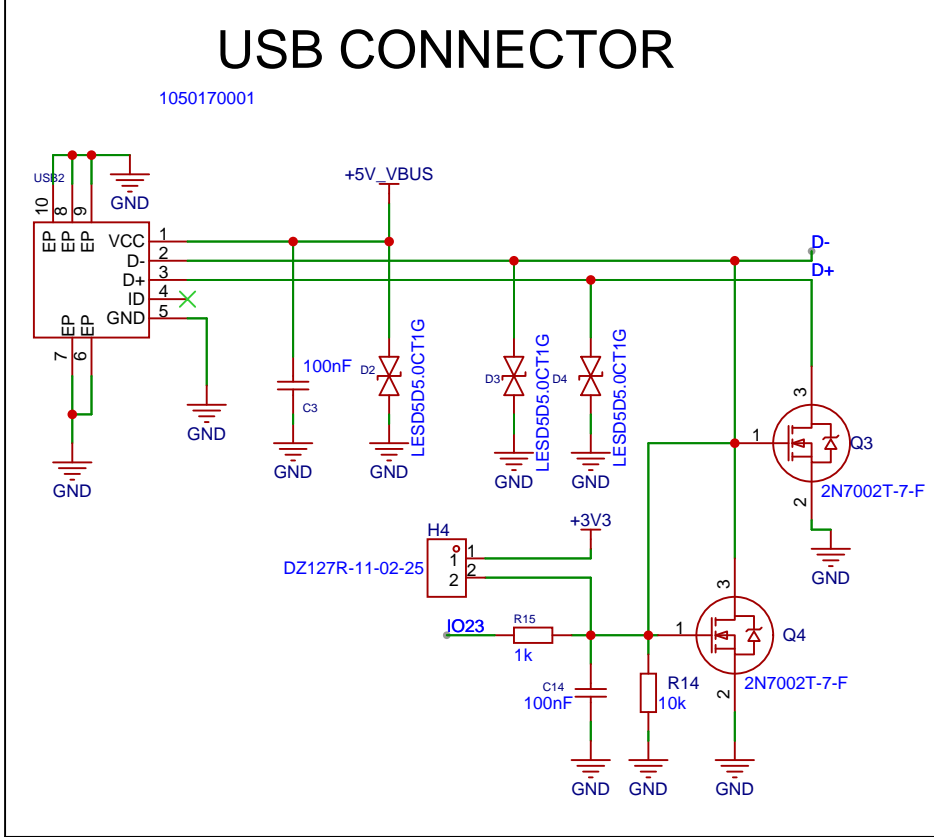 USB CONNECTOR
1050170001
USB2
10
8
9
GND
+5V_VBUS
EP
EP
EP
VCC
1
D-
2
D+
3
ID
4
GND
5
EP
EP
7
6
GND
GND
100nF
C3
GND
D2
LESD5D5.0CT1G
GND
D3
LESD5D5.0CT1G
GND
D4
LESD5D5.0CT1G
GND
D-
D+
3
1
Q3
2
2N7002T-7-F
GND
+3V3
H4
DZ127R-11-02-25
1
1
2
2
IO23
R15
1k
C14
100nF
GND
R14
10k
GND
3
1
Q4
2
2N7002T-7-F
GND